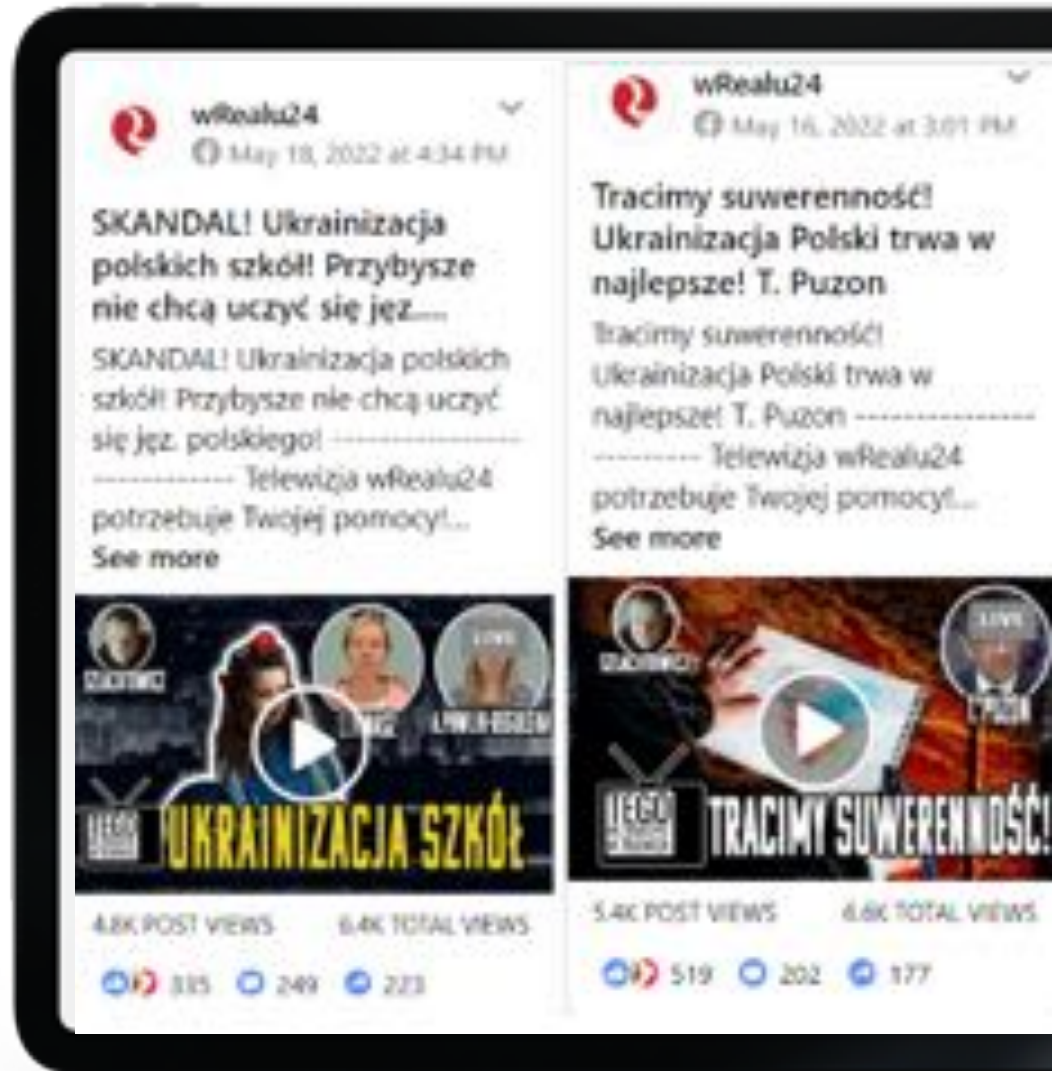 wRealu24
May 18, 2022 at 4:34 PM
SKANDAL! Ukrainizacja
polskich szkół! Przybysze
nie chcą uczyć się jęz....
SKANDAL! Ukrainizacja polskich
szkół! Przybysze nie chcą uczyć
się jęz. polskiego! -------------------
-------------- Telewizja wRealu24
potrzebuje Twojej pomocy!...
See more
UKRAINIZACJA SZKÓŁ
4.8K POST VIEWS 6.4K TOTAL VIEWS
335 249 223
wRealu24
May 16, 2022 at 3:01 PM
Tracimy suwerenność!
Ukrainizacja Polski trwa w
najlepsze! T. Puzon
Tracimy suwerenność!
Ukrainizacja Polski trwa w
najlepsze! T. Puzon ------------------
----------- Telewizja wRealu24
potrzebuje Twojej pomocy!...
See more
T. PUZON
TRACIMY SUWERENNOŚĆ!
5.4K POST VIEWS 6.6K TOTAL VIEWS
519 202 177